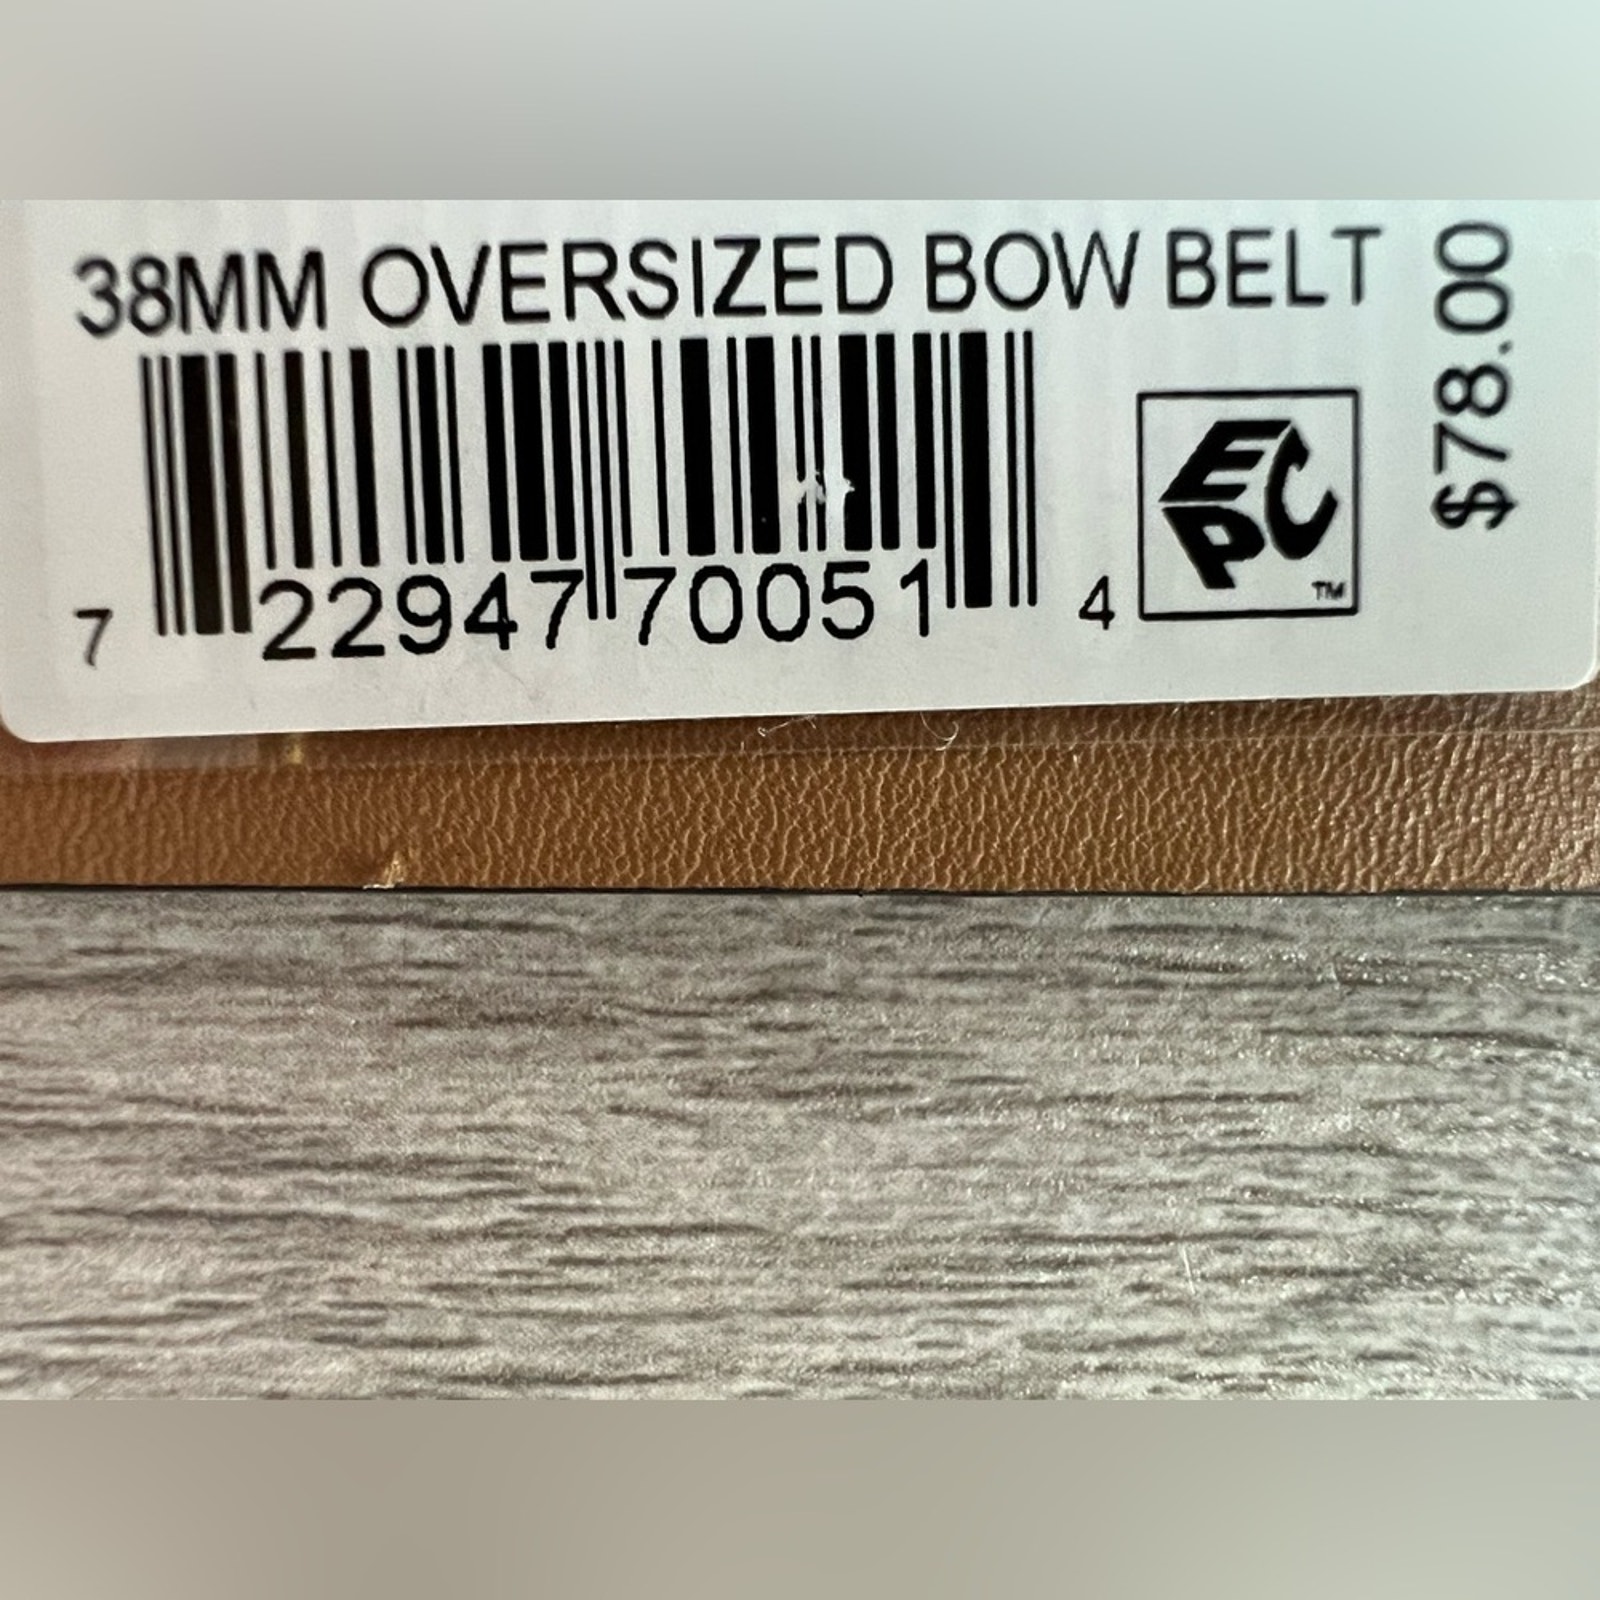 38MM OVERSIZED BOW BELT
$78.00
7 22947 70051 4
EPC
TM